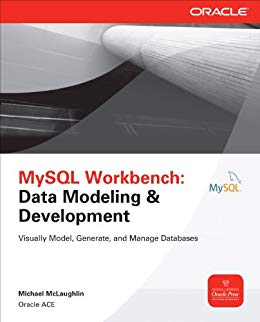 ORACLE
MySQL Workbench:
Data Modeling &
Development
MySQL
Visually Model, Generate, and Manage Databases
Michael McLaughlin
Oracle ACE
Oracle Press